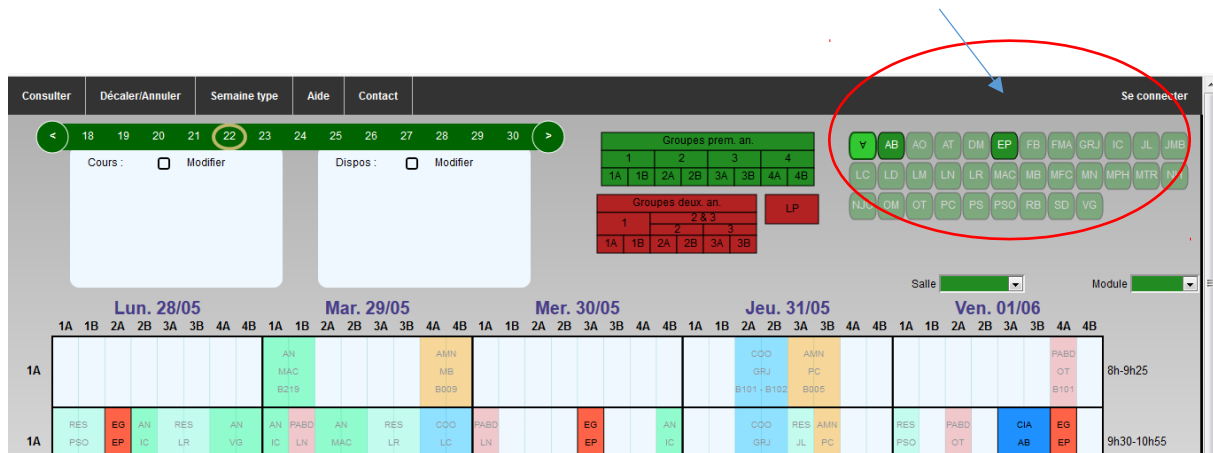 Consulter Décaler/Annuler Semaine type Aide Contact Se connecter
< 18 19 20 21 22 23 24 25 26 27 28 29 30 >
Cours : Modifier Dispos : Modifier
Groupes prem. an.
1 2 3 4
1A 1B 2A 2B 3A 3B 4A 4B
Groupes deux. an.
1 2 & 3
2 3
1A 1B 2A 2B 3A 3B
LP
∀ AB AO AT DM EP FB FMA GRJ IC JL JMB
LC LD LM LN LR MAC MB MFC MN MPH MTR
NJC OM OT PC PS PSO RB SD VG
Salle Module
Lun. 28/05 Mar. 29/05 Mer. 30/05 Jeu. 31/05 Ven. 01/06
1A 1B 2A 2B 3A 3B 4A 4B 1A 1B 2A 2B 3A 3B 4A 4B 1A 1B 2A 2B 3A 3B 4A 4B 1A 1B 2A 2B 3A 3B 4A 4B 1A 1B 2A 2B 3A 3B 4A 4B
AN AMN COO AMN PABD
1A MAC MB GRJ PC OT 8h-9h25
B219 B009 B101 - B102 B005 B101
RES EG AN RES AN AN PABD AN RES COO PABD EG AN COO RES AMN RES PABD CIA EG
1A PSO EP IC LR VG IC LN MAC LR LC LN EP IC GRJ JL PC PSO OT AB EP 9h30-10h55